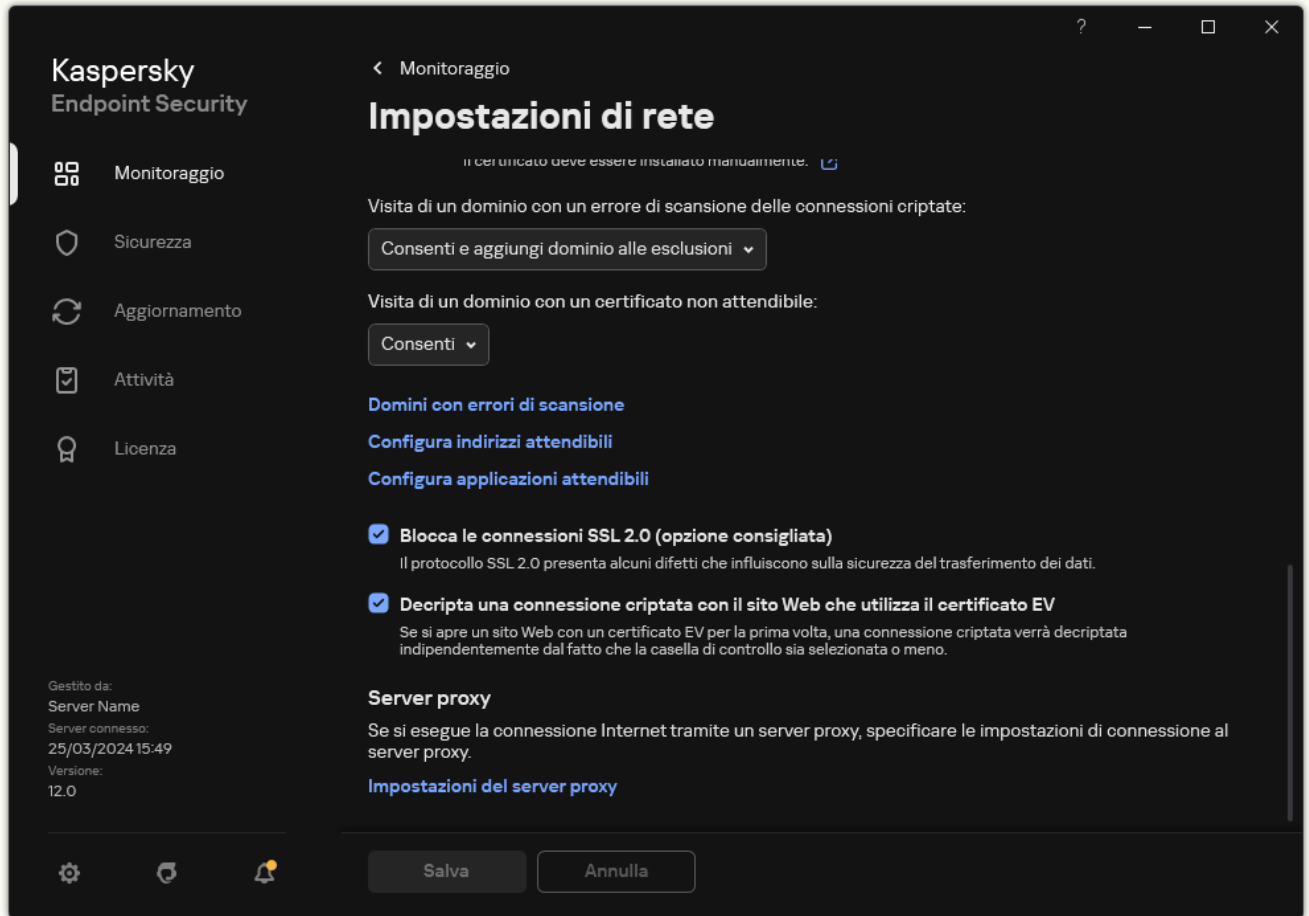 ?
Kaspersky
Endpoint Security
Monitoraggio
Impostazioni di rete
Monitoraggio
Sicurezza
Aggiornamento
Attività
Licenza
Il certificato deve essere installato manualmente.
Visita di un dominio con un errore di scansione delle connessioni criptate:
Consenti e aggiungi dominio alle esclusioni
Visita di un dominio con un certificato non attendibile:
Consenti
Domini con errori di scansione
Configura indirizzi attendibili
Configura applicazioni attendibili
Blocca le connessioni SSL 2.0 (opzione consigliata)
Il protocollo SSL 2.0 presenta alcuni difetti che influiscono sulla sicurezza del trasferimento dei dati.
Decripta una connessione criptata con il sito Web che utilizza il certificato EV
Se si apre un sito Web con un certificato EV per la prima volta, una connessione criptata verrà decriptata
indipendentemente dal fatto che la casella di controllo sia selezionata o meno.
Server proxy
Se si esegue la connessione Internet tramite un server proxy, specificare le impostazioni di connessione al
server proxy.
Impostazioni del server proxy
Gestito da:
Server Name
Server connesso:
25/03/2024 15:49
Versione:
12.0
Salva
Annulla